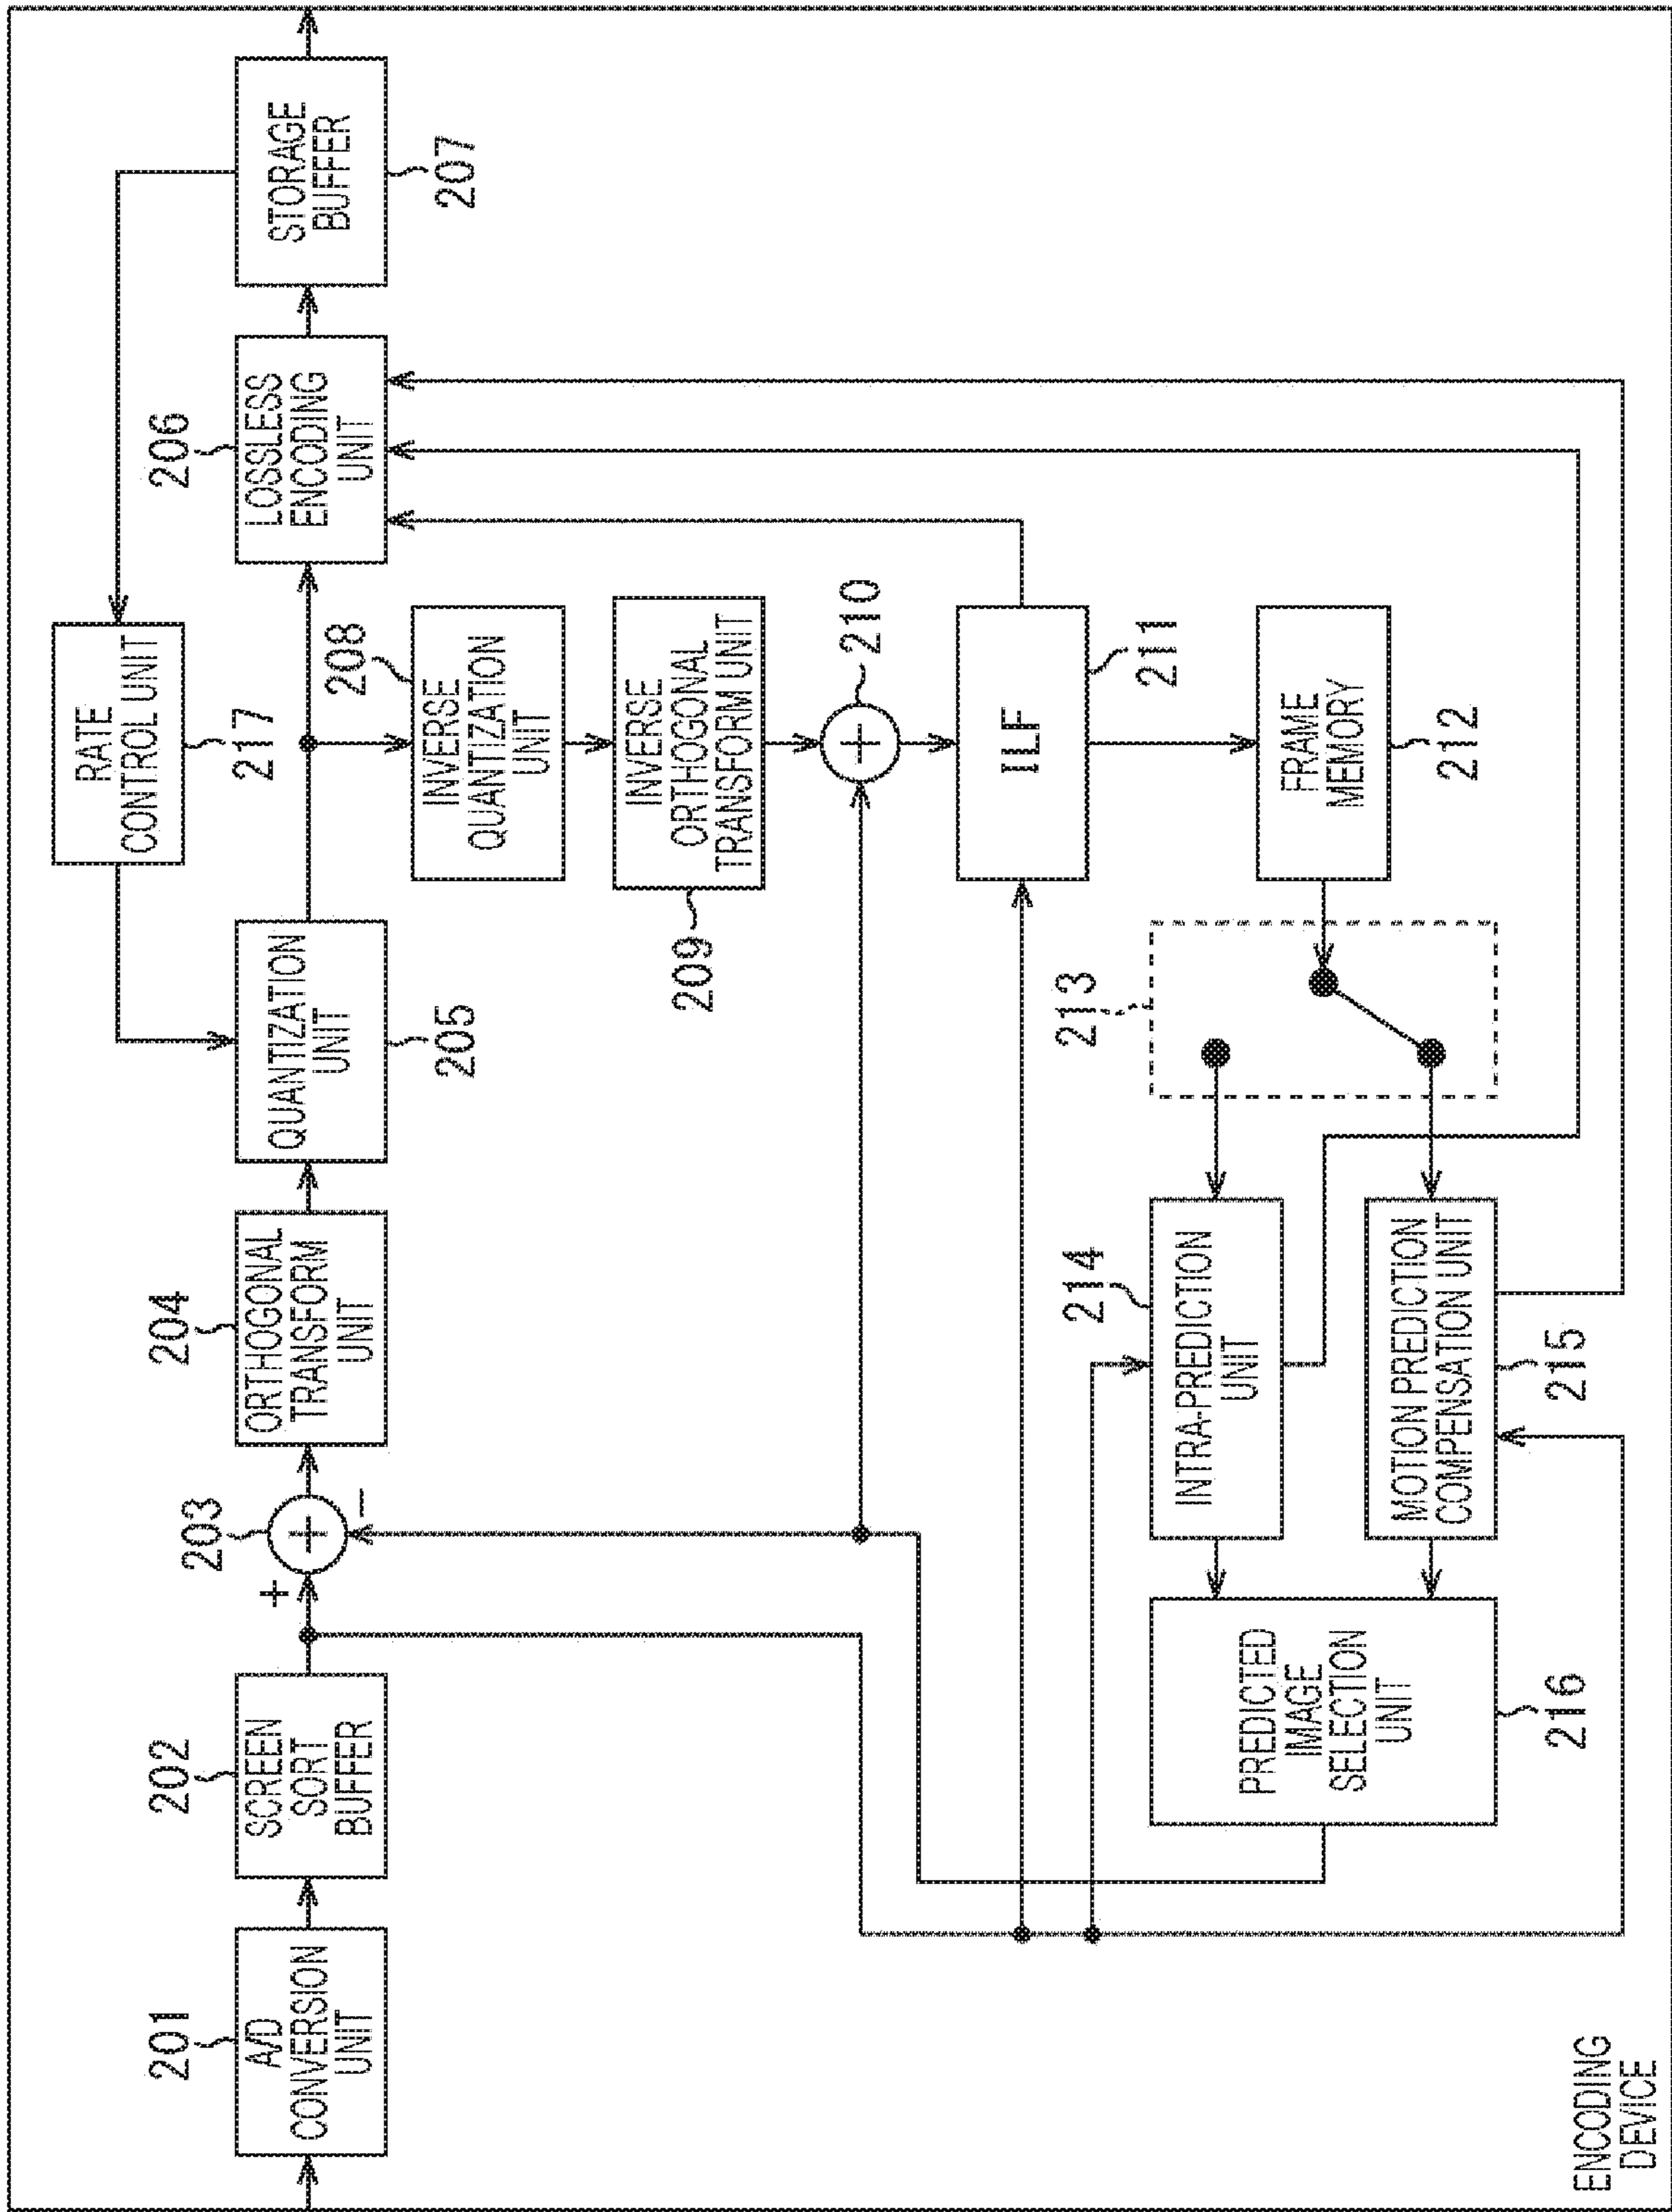 201
A/D
CONVERSION
UNIT
202
SCREEN
SORT
BUFFER
203
+
−
204
ORTHOGONAL
TRANSFORM
UNIT
205
QUANTIZATION
UNIT
RATE
CONTROL UNIT
217
206
LOSSLESS
ENCODING
UNIT
STORAGE
BUFFER
207
208
INVERSE
QUANTIZATION
UNIT
209
INVERSE
ORTHOGONAL
TRANSFORM UNIT
210
ILF
211
FRAME
MEMORY
212
213
214
INTRA-PREDICTION
UNIT
MOTION PREDICTION
COMPENSATION UNIT
215
PREDICTED
IMAGE
SELECTION
UNIT
216
ENCODING
DEVICE